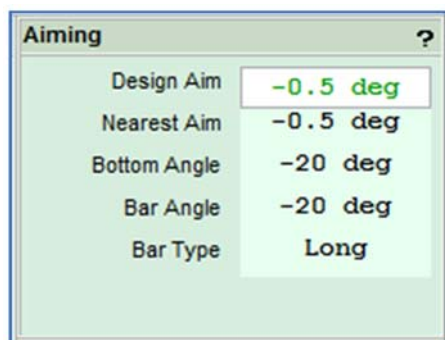 Aiming ?
Design Aim -0.5 deg
Nearest Aim -0.5 deg
Bottom Angle -20 deg
Bar Angle -20 deg
Bar Type Long